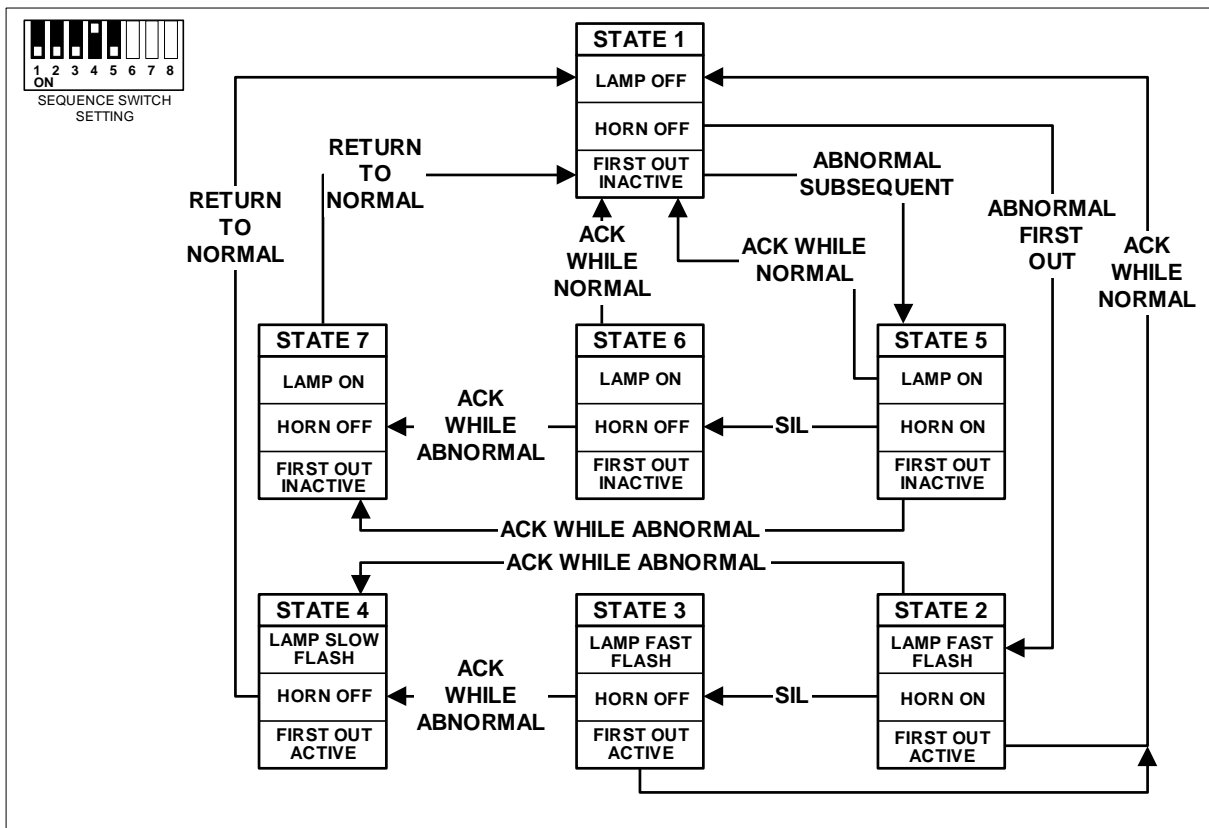 1 2 3 4 5 6 7 8
ON
SEQUENCE SWITCH
SETTING
STATE 1
LAMP OFF
HORN OFF
FIRST OUT
INACTIVE
RETURN
TO
NORMAL
RETURN
TO
NORMAL
ABNORMAL
SUBSEQUENT
ABNORMAL
FIRST
OUT
ACK
WHILE
NORMAL
ACK
WHILE
NORMAL
ACK WHILE
NORMAL
STATE 7
LAMP ON
HORN OFF
FIRST OUT
INACTIVE
ACK
WHILE
ABNORMAL
STATE 6
LAMP ON
HORN OFF
FIRST OUT
INACTIVE
SIL
STATE 5
LAMP ON
HORN ON
FIRST OUT
INACTIVE
ACK WHILE ABNORMAL
ACK WHILE ABNORMAL
STATE 4
LAMP SLOW
FLASH
HORN OFF
FIRST OUT
ACTIVE
ACK
WHILE
ABNORMAL
STATE 3
LAMP FAST
FLASH
HORN OFF
FIRST OUT
ACTIVE
SIL
STATE 2
LAMP FAST
FLASH
HORN ON
FIRST OUT
ACTIVE